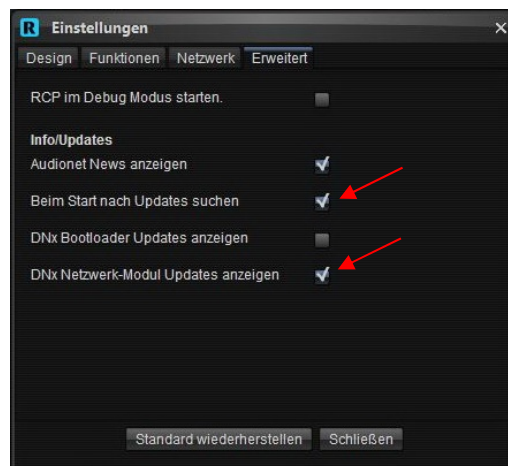 R Einstellungen
Design Funktionen Netzwerk Erweitert
RCP im Debug Modus starten.
Info/Updates
Audionet News anzeigen
Beim Start nach Updates suchen
DNx Bootloader Updates anzeigen
DNx Netzwerk-Modul Updates anzeigen
Standard wiederherstellen Schließen